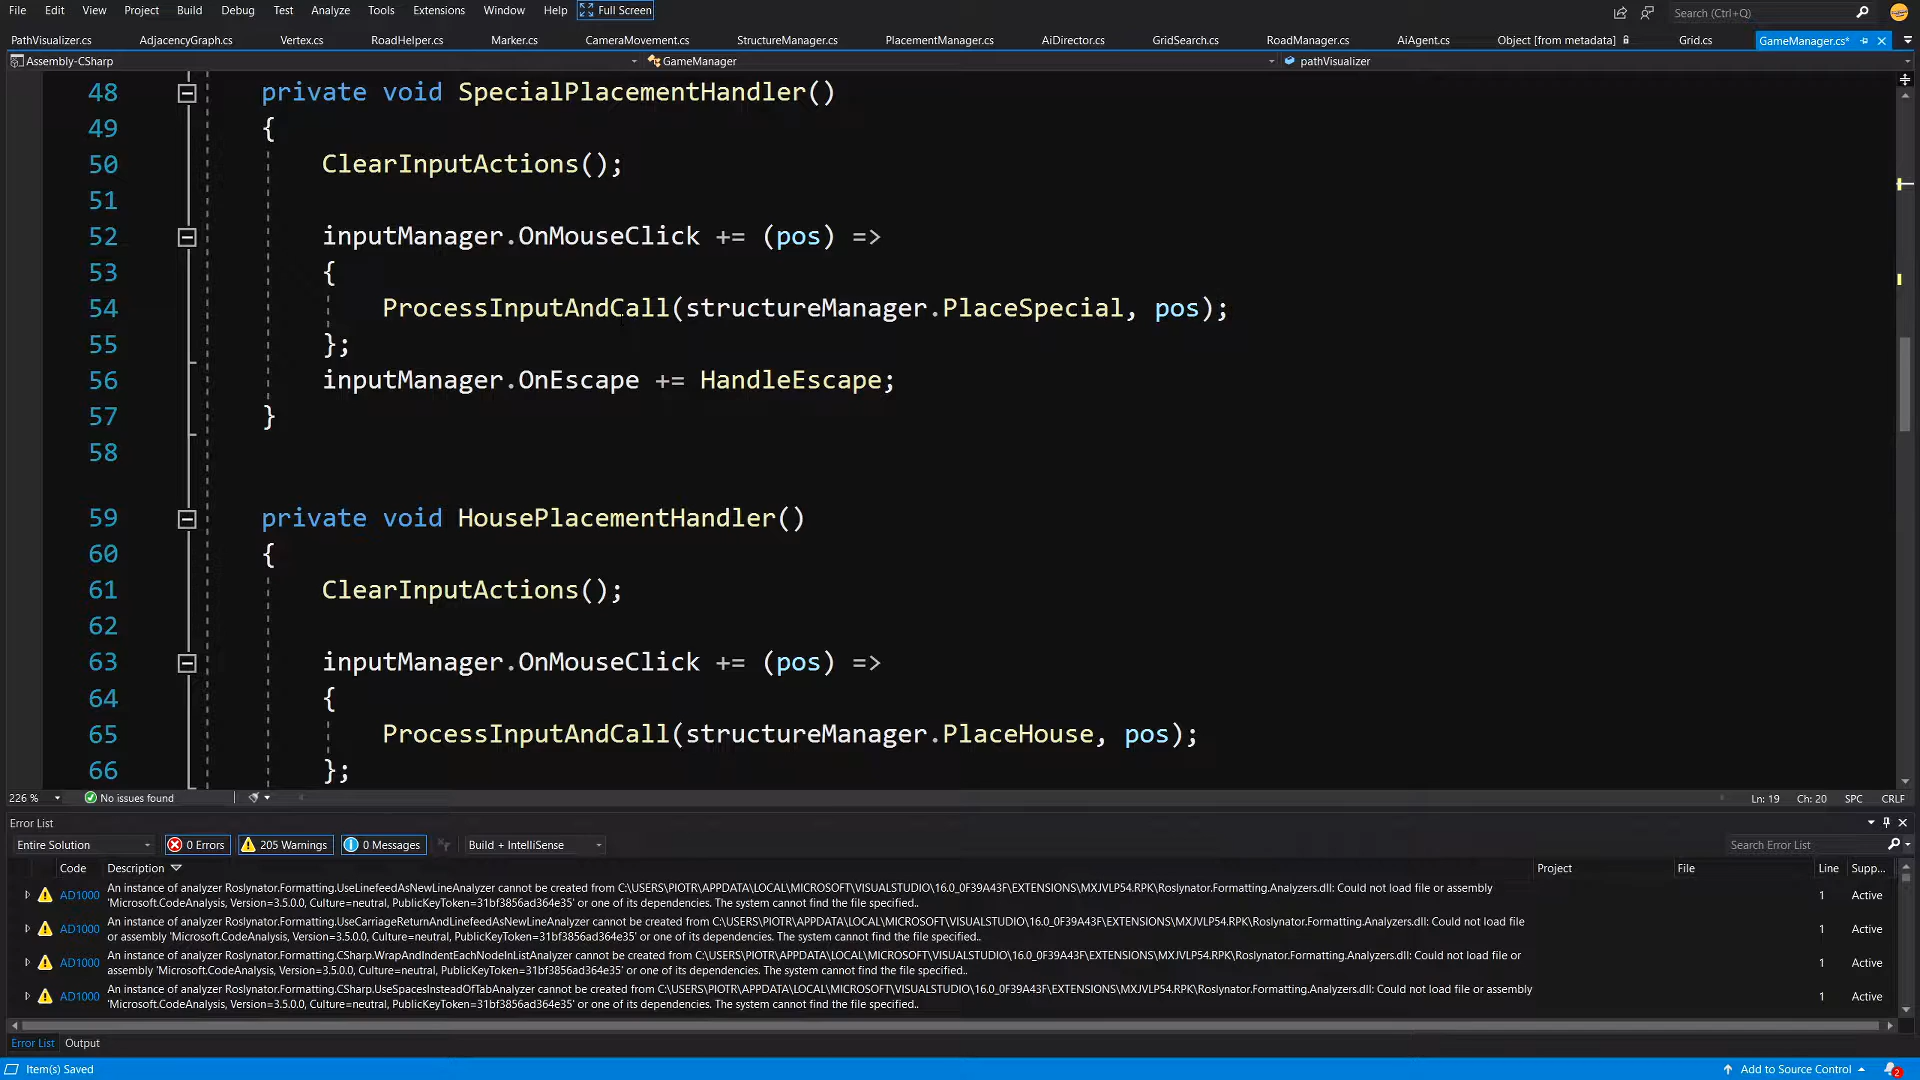 File Edit View Project Build Debug Test Analyze Tools Extensions Window Help Full Screen Search (Ctrl+Q)
PathVisualizer.cs AdjacencyGraph.cs Vertex.cs RoadHelper.cs Marker.cs CameraMovement.cs StructureManager.cs PlacementManager.cs AiDirector.cs GridSearch.cs RoadManager.cs AiAgent.cs Object [from metadata] Grid.cs GameManager.cs*
Assembly-CSharp GameManager pathVisualizer
48 private void SpecialPlacementHandler()
49 {
50 ClearInputActions();
51
52 inputManager.OnMouseClick += (pos) =>
53 {
54 ProcessInputAndCall(structureManager.PlaceSpecial, pos);
55 };
56 inputManager.OnEscape += HandleEscape;
57 }
58
59 private void HousePlacementHandler()
60 {
61 ClearInputActions();
62
63 inputManager.OnMouseClick += (pos) =>
64 {
65 ProcessInputAndCall(structureManager.PlaceHouse, pos);
66 };
226 % No issues found Ln: 19 Ch: 20 SPC CRLF
Error List
Entire Solution 0 Errors 205 Warnings 0 Messages Build + IntelliSense Search Error List
Code Description Project File Line Supp...
AD1000 An instance of analyzer Roslynator.Formatting.UseLinefeedAsNewLineAnalyzer cannot be created from C:\USERS\PIOTR\APPDATA\LOCAL\MICROSOFT\VISUALSTUDIO\16.0_0F39A43F\EXTENSIONS\MXJVLP54.RPK\Roslynator.Formatting.Analyzers.dll: Could not load file or assembly 1 Active
'Microsoft.CodeAnalysis, Version=3.5.0.0, Culture=neutral, PublicKeyToken=31bf3856ad364e35' or one of its dependencies. The system cannot find the file specified..
AD1000 An instance of analyzer Roslynator.Formatting.UseCarriageReturnAndLinefeedAsNewLineAnalyzer cannot be created from C:\USERS\PIOTR\APPDATA\LOCAL\MICROSOFT\VISUALSTUDIO\16.0_0F39A43F\EXTENSIONS\MXJVLP54.RPK\Roslynator.Formatting.Analyzers.dll: Could not load file 1 Active
or assembly 'Microsoft.CodeAnalysis, Version=3.5.0.0, Culture=neutral, PublicKeyToken=31bf3856ad364e35' or one of its dependencies. The system cannot find the file specified..
AD1000 An instance of analyzer Roslynator.Formatting.CSharp.WrapAndIndentEachNodeInListAnalyzer cannot be created from C:\USERS\PIOTR\APPDATA\LOCAL\MICROSOFT\VISUALSTUDIO\16.0_0F39A43F\EXTENSIONS\MXJVLP54.RPK\Roslynator.Formatting.Analyzers.dll: Could not load file or 1 Active
assembly 'Microsoft.CodeAnalysis, Version=3.5.0.0, Culture=neutral, PublicKeyToken=31bf3856ad364e35' or one of its dependencies. The system cannot find the file specified..
AD1000 An instance of analyzer Roslynator.Formatting.CSharp.UseSpacesInsteadOfTabAnalyzer cannot be created from C:\USERS\PIOTR\APPDATA\LOCAL\MICROSOFT\VISUALSTUDIO\16.0_0F39A43F\EXTENSIONS\MXJVLP54.RPK\Roslynator.Formatting.Analyzers.dll: Could not load file or assembly 1 Active
'Microsoft.CodeAnalysis, Version=3.5.0.0, Culture=neutral, PublicKeyToken=31bf3856ad364e35' or one of its dependencies. The system cannot find the file specified..
Error List Output
Item(s) Saved Add to Source Control 2